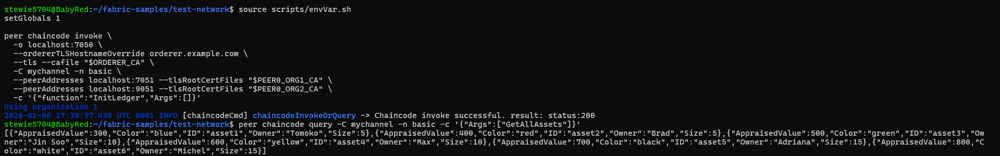 stewie5704@BabyRed:~/fabric-samples/test-network$ source scripts/envVar.sh
setGlobals 1
peer chaincode invoke \
  -o localhost:7050 \
  --ordererTLSHostnameOverride orderer.example.com \
  --tls --cafile "$ORDERER_CA" \
  -C mychannel -n basic \
  --peerAddresses localhost:7051 --tlsRootCertFiles "$PEER0_ORG1_CA" \
  --peerAddresses localhost:9051 --tlsRootCertFiles "$PEER0_ORG2_CA" \
  -c '{"function":"InitLedger","Args":[]}'
Using organization 1
2026-01-06 17:39:37.438 UTC 0001 INFO [chaincodeCmd] chaincodeInvokeOrQuery -> Chaincode invoke successful. result: status:200
stewie5704@BabyRed:~/fabric-samples/test-network$ peer chaincode query -C mychannel -n basic -c '{"Args":["GetAllAssets"]}'
[{"AppraisedValue":300,"Color":"blue","ID":"asset1","Owner":"Tomoko","Size":5},{"AppraisedValue":400,"Color":"red","ID":"asset2","Owner":"Brad","Size":5},{"AppraisedValue":500,"Color":"green","ID":"asset3","Ow
ner":"Jin Soo","Size":10},{"AppraisedValue":600,"Color":"yellow","ID":"asset4","Owner":"Max","Size":10},{"AppraisedValue":700,"Color":"black","ID":"asset5","Owner":"Adriana","Size":15},{"AppraisedValue":800,"C
olor":"white","ID":"asset6","Owner":"Michel","Size":15}]